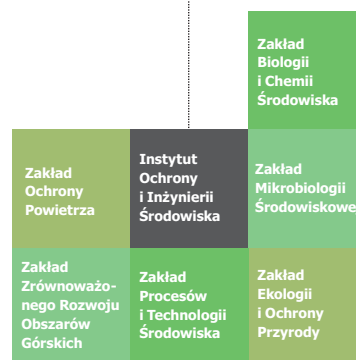 Zakład
Biologii
i Chemii
Środowiska
Zakład
Ochrony
Powietrza
Instytut
Ochrony
i Inżynierii
Środowiska
Zakład
Mikrobiologii
Środowiskowe
Zakład
Zrównoważo-
nego Rozwoju
Obszarów
Górskich
Zakład
Procesów
i Technologii
Środowiska
Zakład
Ekologii
i Ochrony
Przyrody